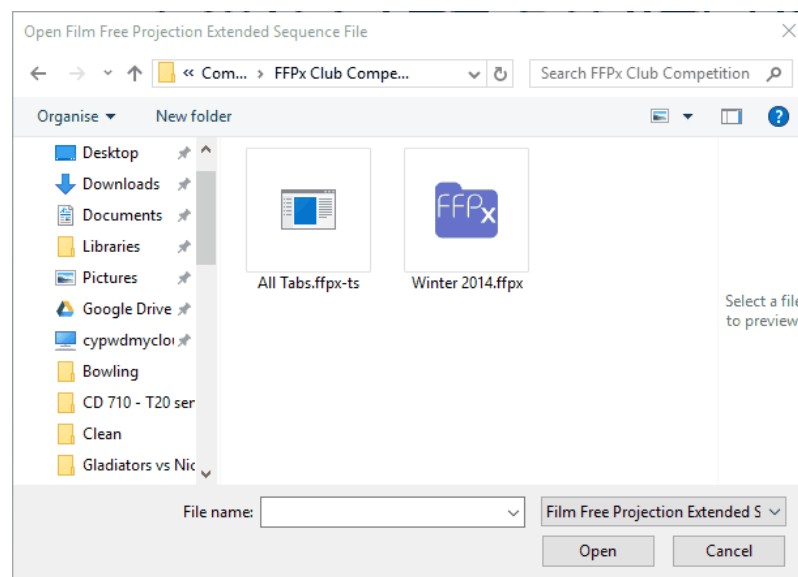 Open Film Free Projection Extended Sequence File
« Com... › FFPx Club Compe...
Search FFPx Club Competition
Organise
New folder
?
Desktop
Downloads
Documents
Libraries
Pictures
Google Drive
cypwdmyclo
Bowling
CD 710 - T20 ser
Clean
Gladiators vs Nic
FFPx
All Tabs.ffpx-ts
Winter 2014.ffpx
Select a file
to preview
File name:
Film Free Projection Extended S
Open
Cancel